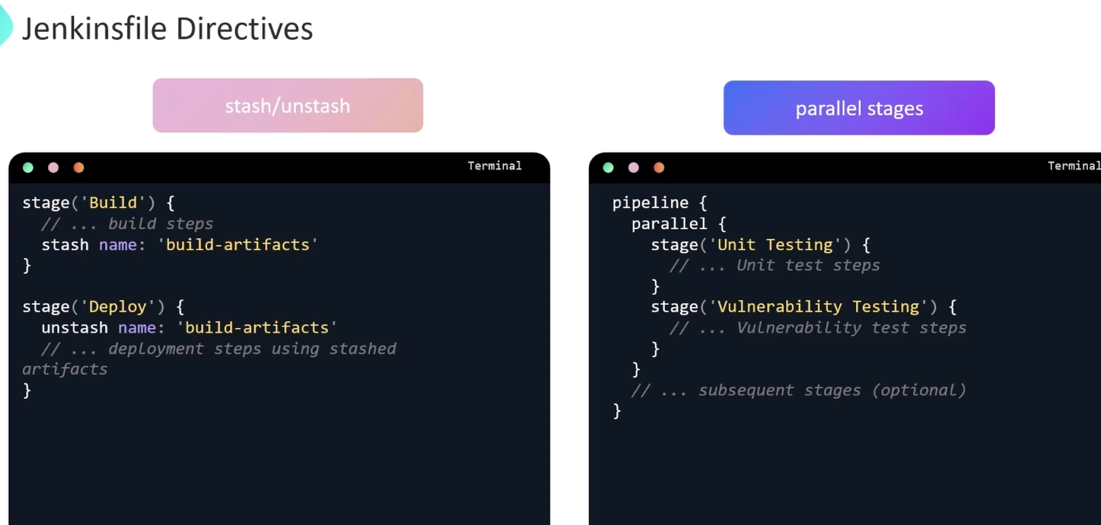 Jenkinsfile Directives
stash/unstash
Terminal
stage('Build') {
  // ... build steps
  stash name: 'build-artifacts'
}

stage('Deploy') {
  unstash name: 'build-artifacts'
  // ... deployment steps using stashed
artifacts
}
parallel stages
Terminal
pipeline {
  parallel {
    stage('Unit Testing') {
      // ... Unit test steps
    }
    stage('Vulnerability Testing') {
      // ... Vulnerability test steps
    }
  }
  // ... subsequent stages (optional)
}